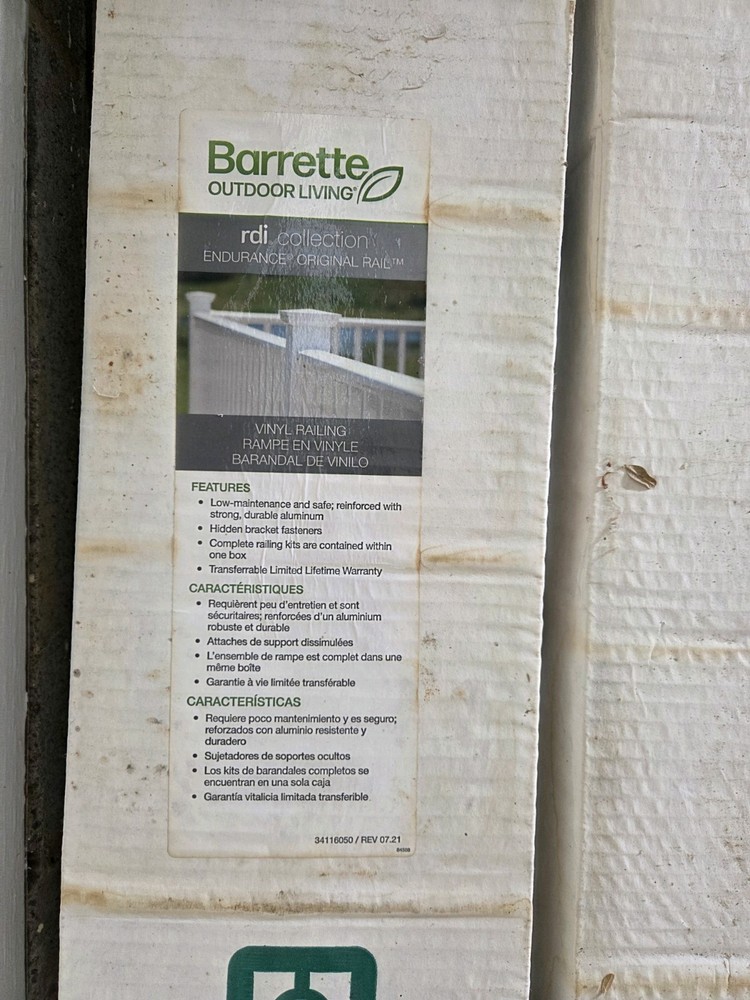 Barrette
OUTDOOR LIVING®
rdi collection
ENDURANCE® ORIGINAL RAIL™
VINYL RAILING
RAMPE EN VINYLE
BARANDAL DE VINILO
FEATURES
• Low-maintenance and safe; reinforced with
strong, durable aluminum
• Hidden bracket fasteners
• Complete railing kits are contained within
one box
• Transferrable Limited Lifetime Warranty
CARACTÉRISTIQUES
• Requièrent peu d'entretien et sont
sécuritaires; renforcées d'un aluminium
robuste et durable
• Attaches de support dissimulées
• L'ensemble de rampe est complet dans une
même boîte
• Garantie à vie limitée transférable
CARACTERÍSTICAS
• Requiere poco mantenimiento y es seguro;
reforzados con aluminio resistente y
duradero
• Sujetadores de soportes ocultos
• Los kits de barandales completos se
encuentran en una sola caja
• Garantía vitalicia limitada transferible
34116050 / REV 07.21